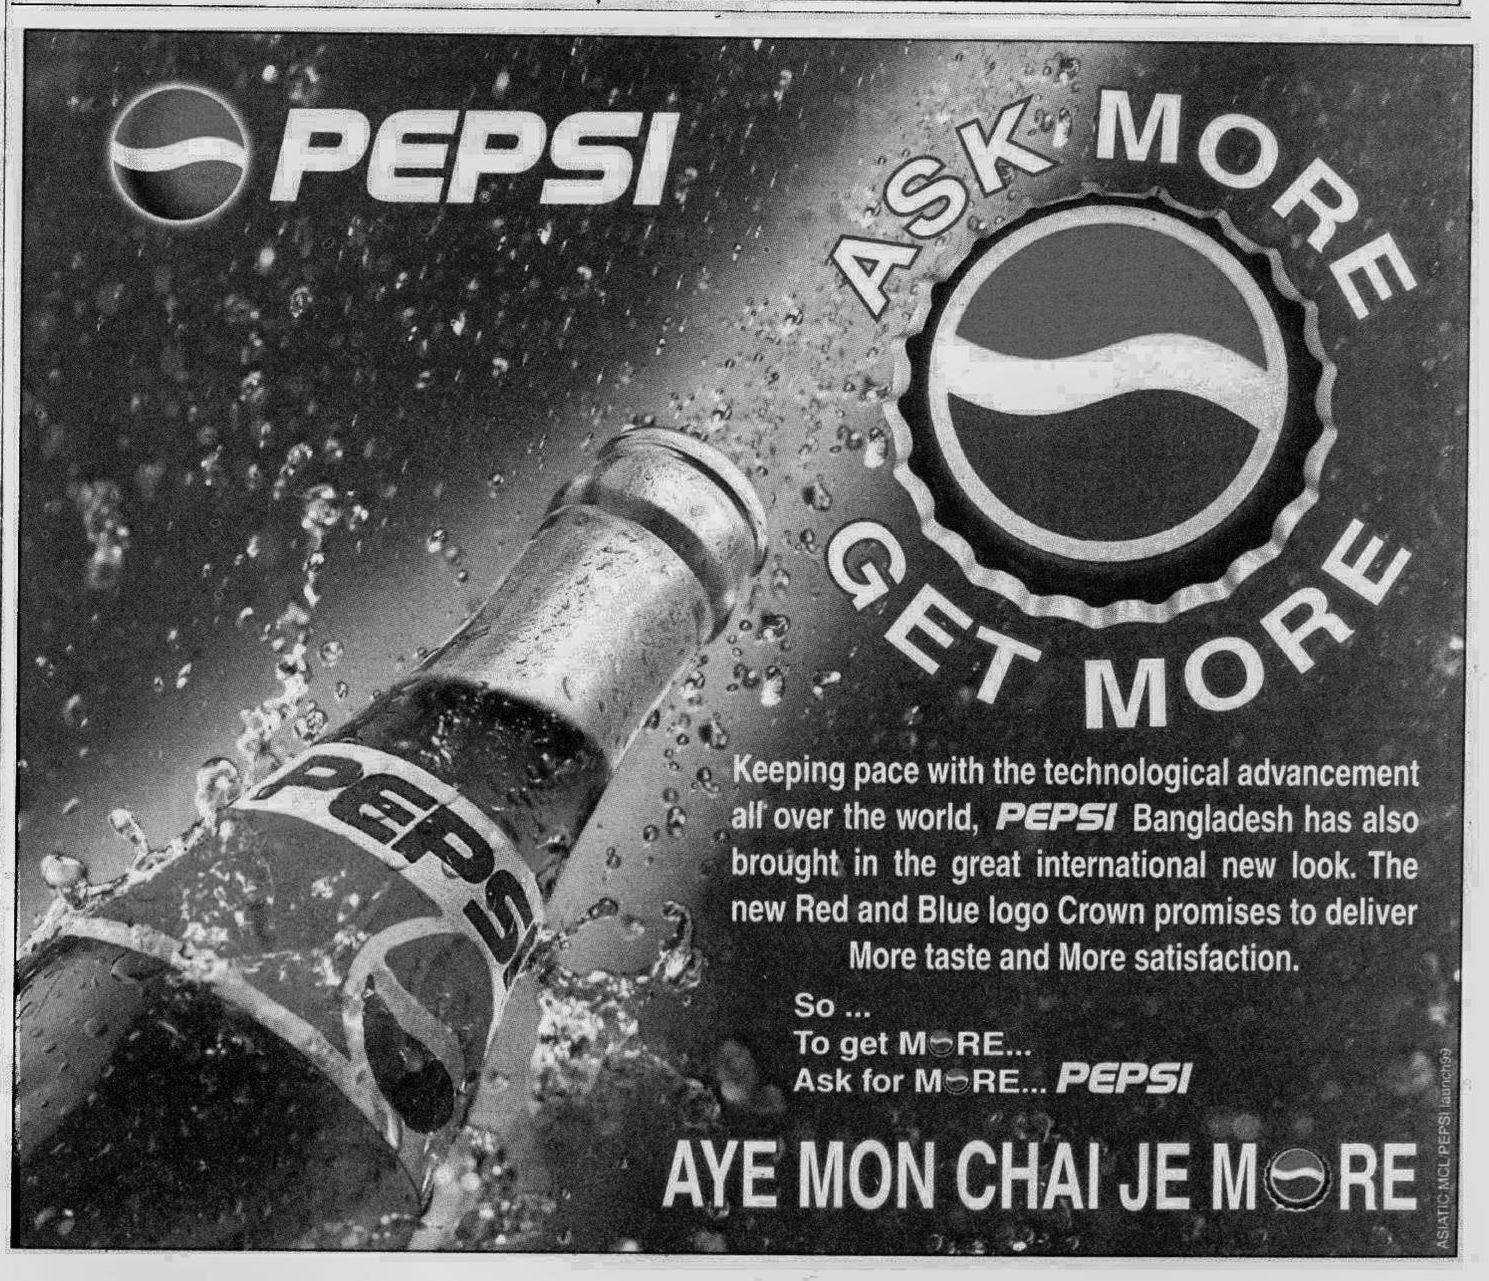 PEPSI
ASK MORE
GET MORE
PEPSI
Keeping pace with the technological advancement
all over the world, PEPSI Bangladesh has also
brought in the great international new look. The
new Red and Blue logo Crown promises to deliver
More taste and More satisfaction.
So ...
To get MORE...
Ask for MORE... PEPSI
AYE MON CHAI JE MORE
ASIATIC MCL PEPSI launch99